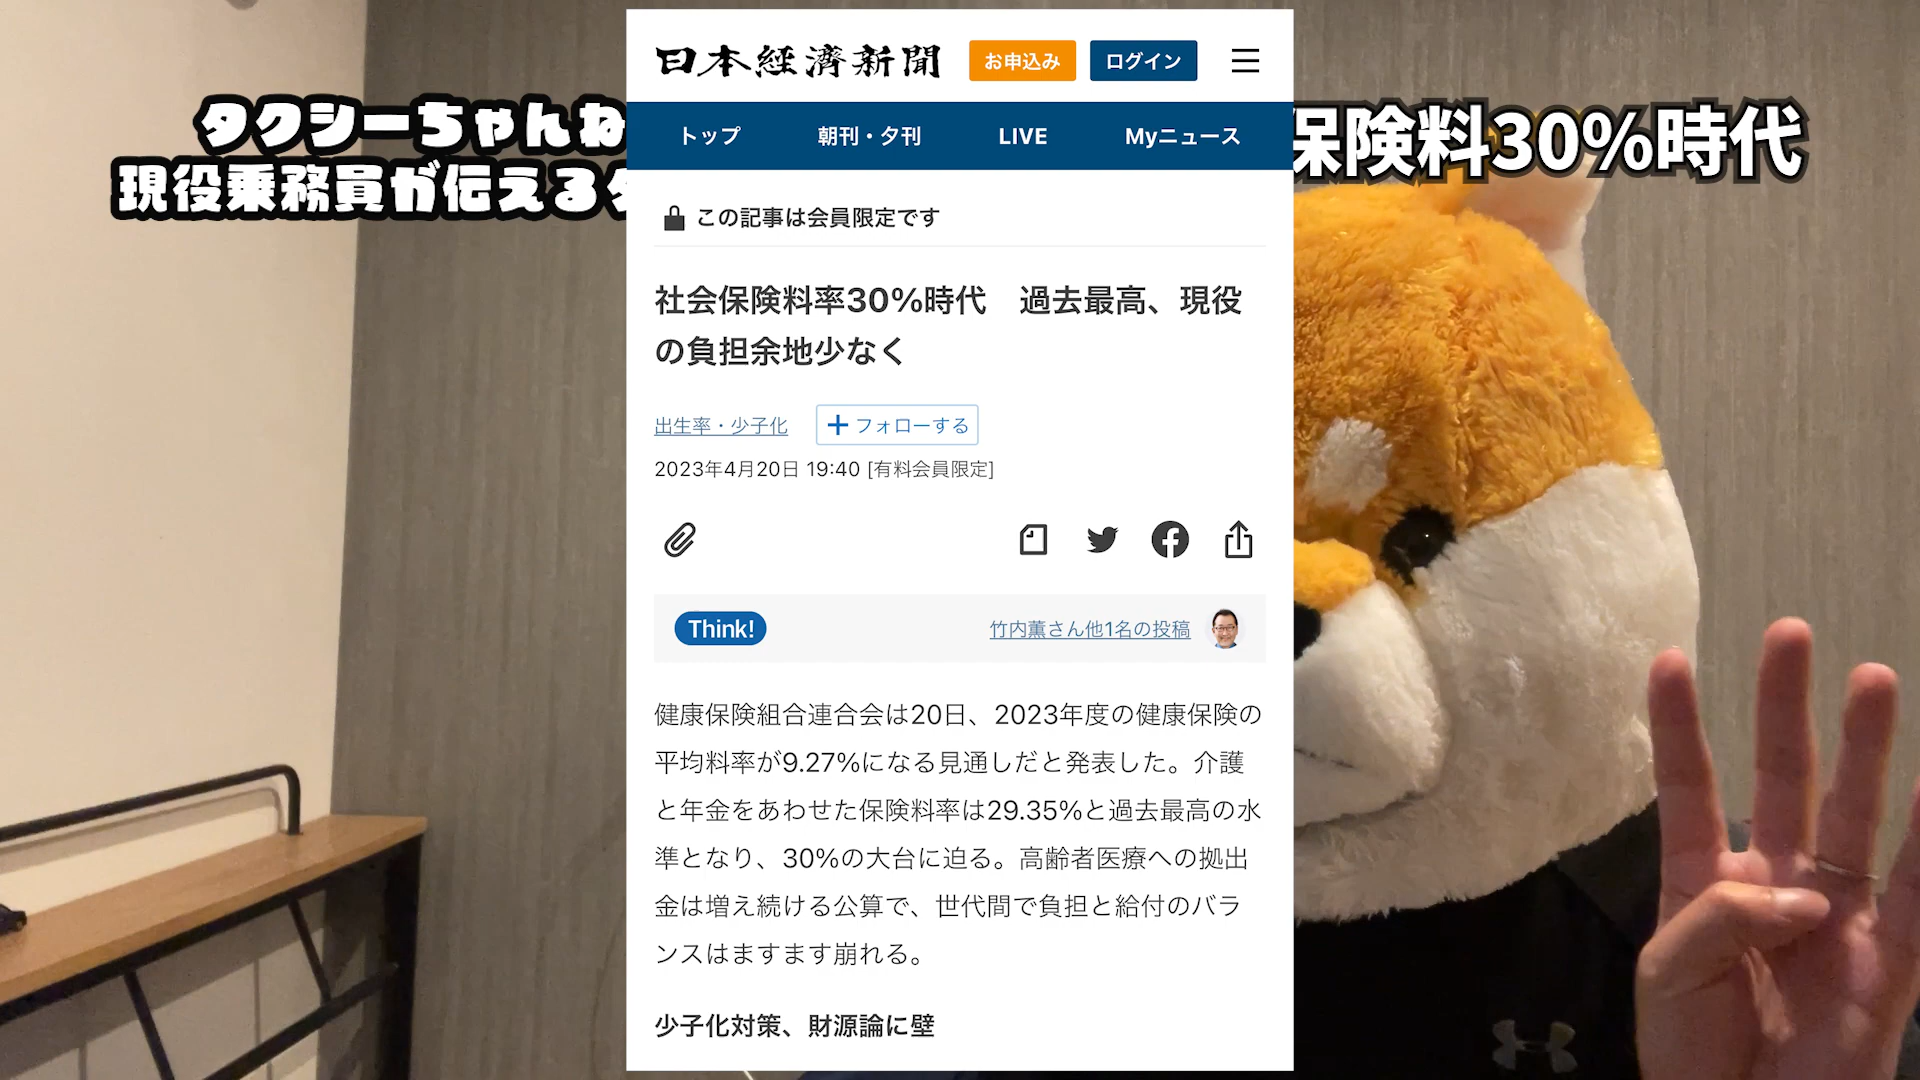 タクシーちゃんね
現役乗務員が伝える
保険料30%時代
日本経済新聞
お申込み
ログイン
トップ
朝刊・夕刊
LIVE
Myニュース
この記事は会員限定です
社会保険料率30%時代　過去最高、現役
の負担余地少なく
出生率・少子化
フォローする
2023年4月20日 19:40 [有料会員限定]
Think!
竹内薫さん他1名の投稿
健康保険組合連合会は20日、2023年度の健康保険の
平均料率が9.27%になる見通しだと発表した。介護
と年金をあわせた保険料率は29.35%と過去最高の水
準となり、30%の大台に迫る。高齢者医療への拠出
金は増え続ける公算で、世代間で負担と給付のバラ
ンスはますます崩れる。
少子化対策、財源論に壁